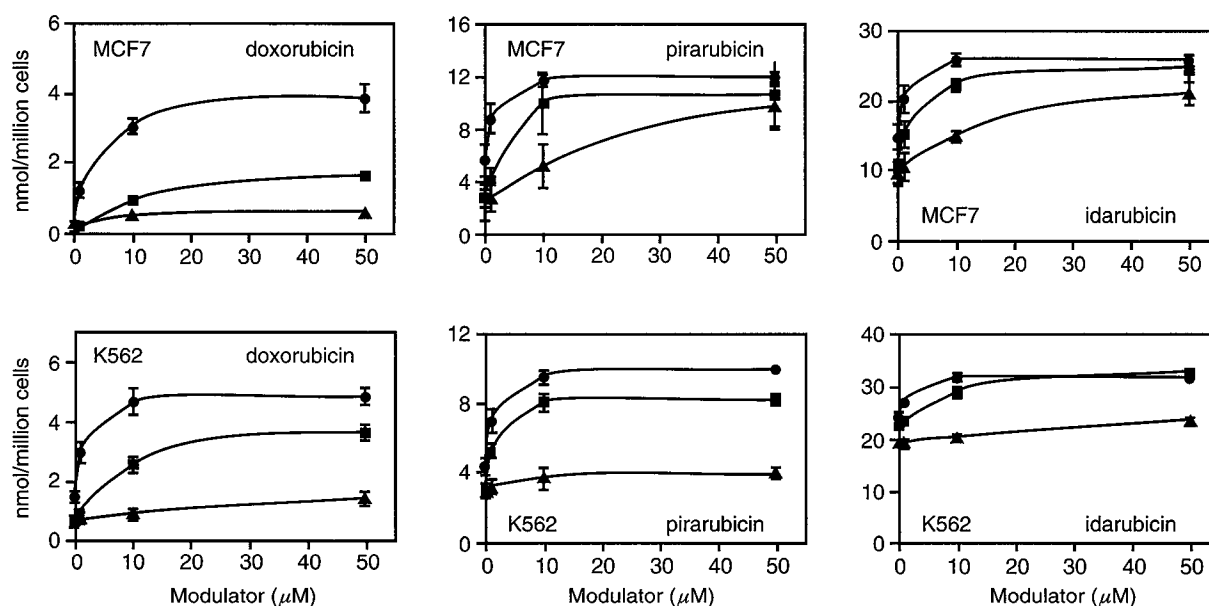 6
MCF7 doxorubicin
4
2
0
0 10 20 30 40 50
nmol/million cells
16
MCF7 pirarubicin
12
8
4
0
0 10 20 30 40 50
30
20
10
MCF7 idarubicin
0
0 10 20 30 40 50
K562 doxorubicin
6
4
2
0
0 10 20 30 40 50
nmol/million cells
Modulator (μM)
12
8
4
K562 pirarubicin
0
0 10 20 30 40 50
Modulator (μM)
40
30
20
10
K562 idarubicin
0
0 10 20 30 40 50
Modulator (μM)